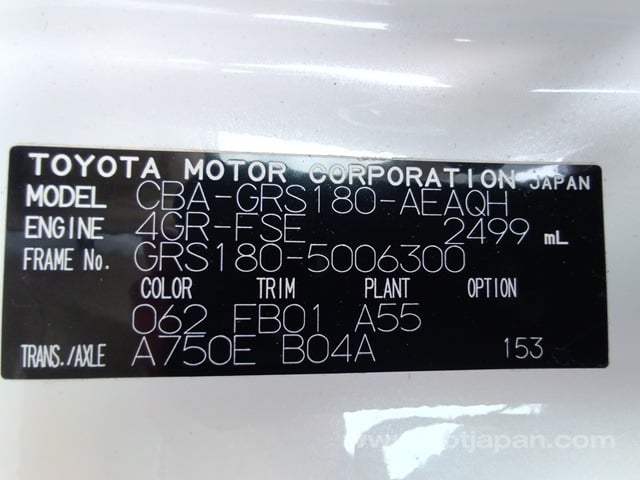 TOYOTA MOTOR CORPORATION JAPAN
MODEL CBA-GRS180-AEAQH
ENGINE 4GR-FSE 2499 mL
FRAME No. GRS180-5006300
COLOR TRIM PLANT OPTION
062 FB01 A55
TRANS./AXLE A750E B04A 153